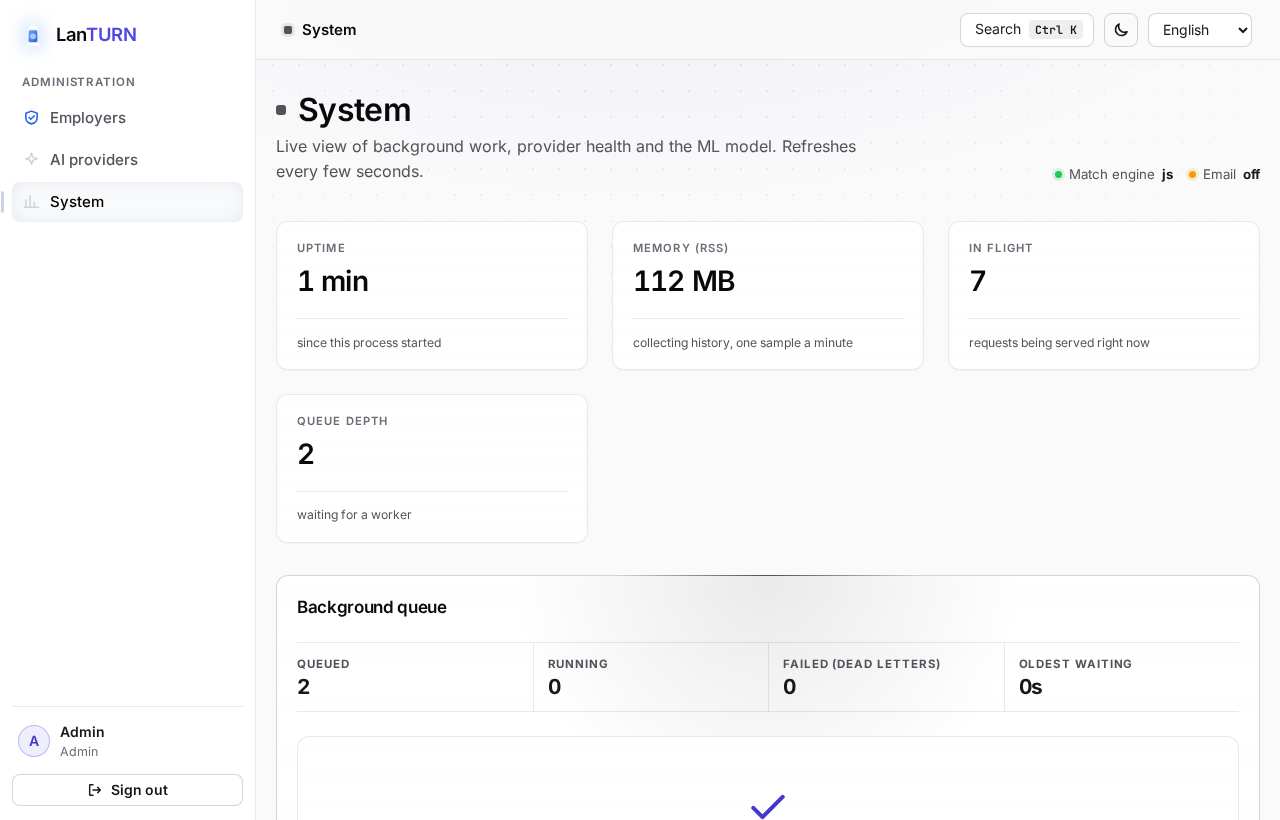 LanTURN
ADMINISTRATION
Employers
AI providers
System
A
Admin
Admin
Sign out
System
Search Ctrl K
English
System
Live view of background work, provider health and the ML model. Refreshes
every few seconds.
Match engine js
Email off
UPTIME
1 min
since this process started
MEMORY (RSS)
112 MB
collecting history, one sample a minute
IN FLIGHT
7
requests being served right now
QUEUE DEPTH
2
waiting for a worker
Background queue
QUEUED
2
RUNNING
0
FAILED (DEAD LETTERS)
0
OLDEST WAITING
0s